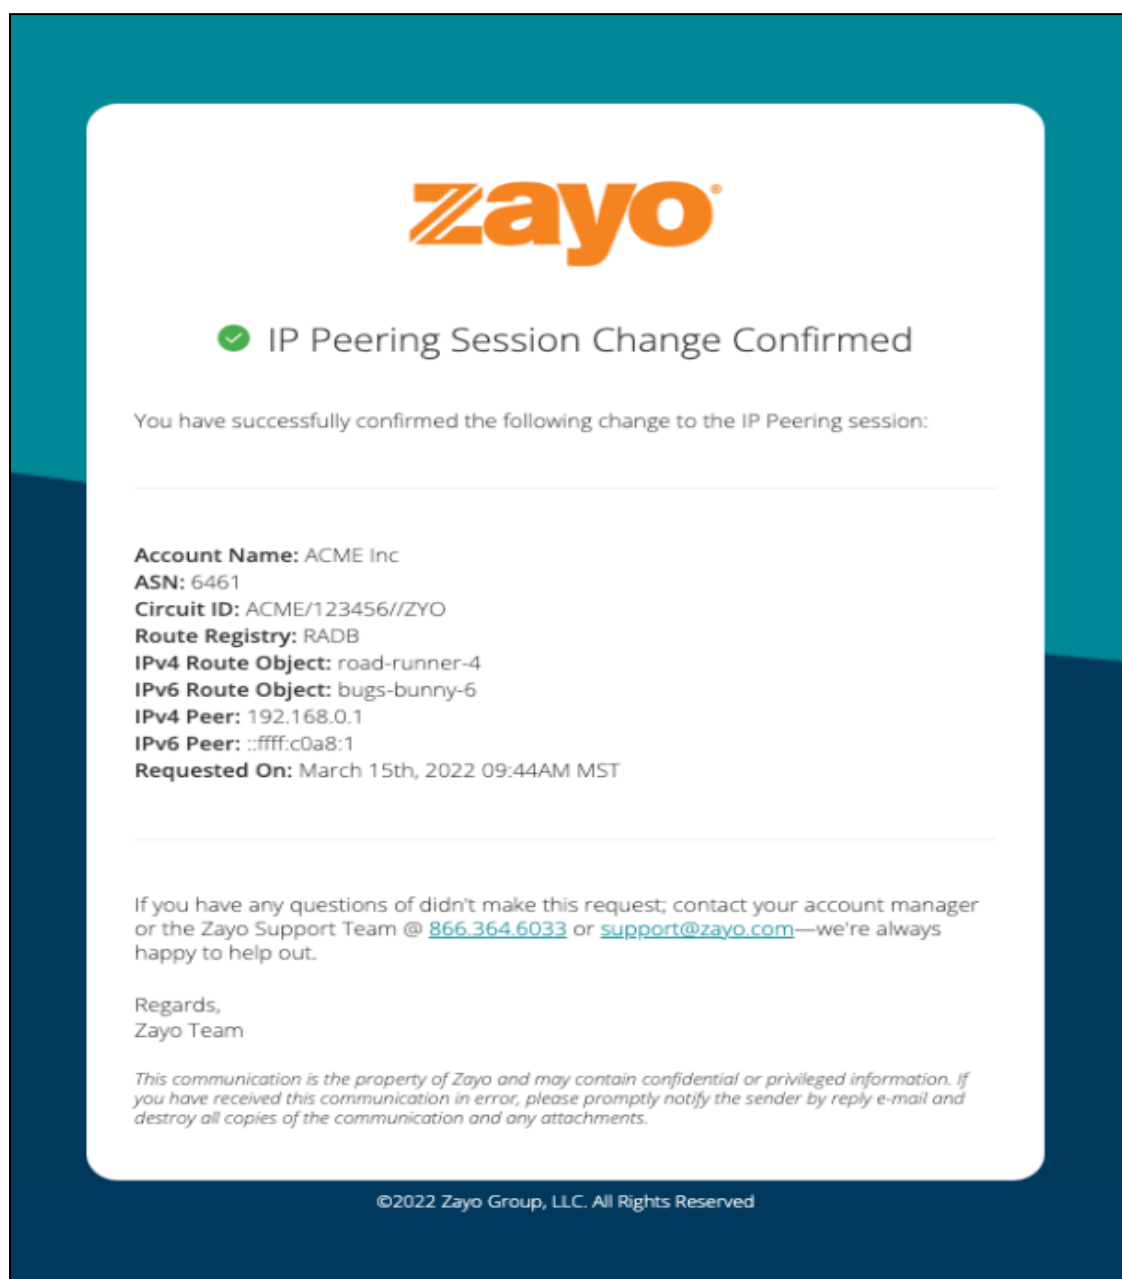 zayo®
IP Peering Session Change Confirmed
You have successfully confirmed the following change to the IP Peering session:
Account Name: ACME Inc
ASN: 6461
Circuit ID: ACME/123456//ZYO
Route Registry: RADB
IPv4 Route Object: road-runner-4
IPv6 Route Object: bugs-bunny-6
IPv4 Peer: 192.168.0.1
IPv6 Peer: ::ffff:c0a8:1
Requested On: March 15th, 2022 09:44AM MST
If you have any questions of didn't make this request; contact your account manager
or the Zayo Support Team @ 866.364.6033 or support@zayo.com—we're always
happy to help out.
Regards,
Zayo Team
This communication is the property of Zayo and may contain confidential or privileged information. If
you have received this communication in error, please promptly notify the sender by reply e-mail and
destroy all copies of the communication and any attachments.
©2022 Zayo Group, LLC. All Rights Reserved